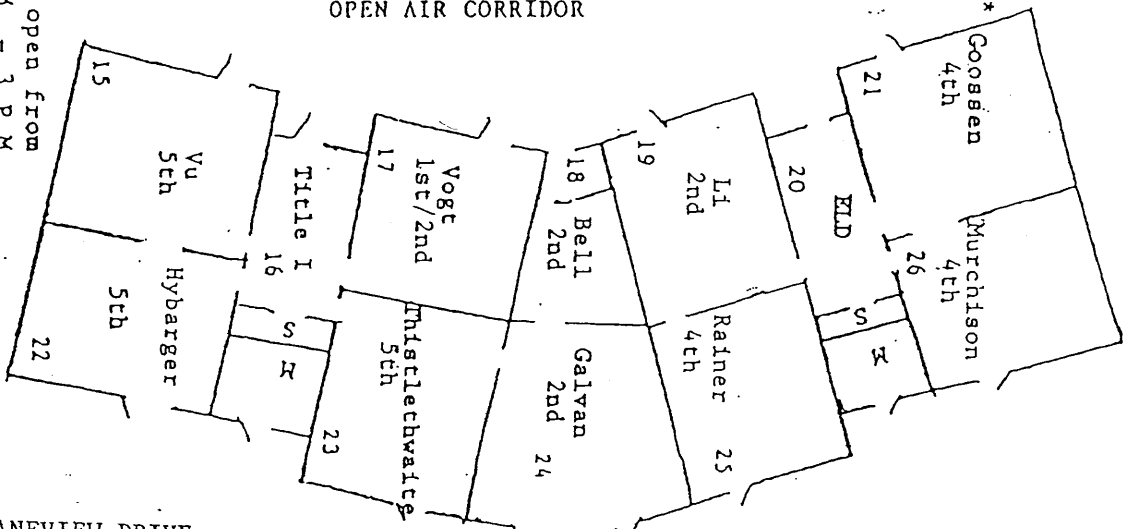 OPEN AIR CORRIDOR
*
open from
3 P M
15
Vu
5th
Title I
16
17
Vogt
1st/2nd
18
Bell
2nd
19
Li
2nd
20
ELD
21
Goossen
4th
Murchison
4th
26
22
Hybarger
5th
S
W
23
Thistlethwaite
5th
Galvan
2nd
24
Rainer
4th
25
S
W
DRIVE